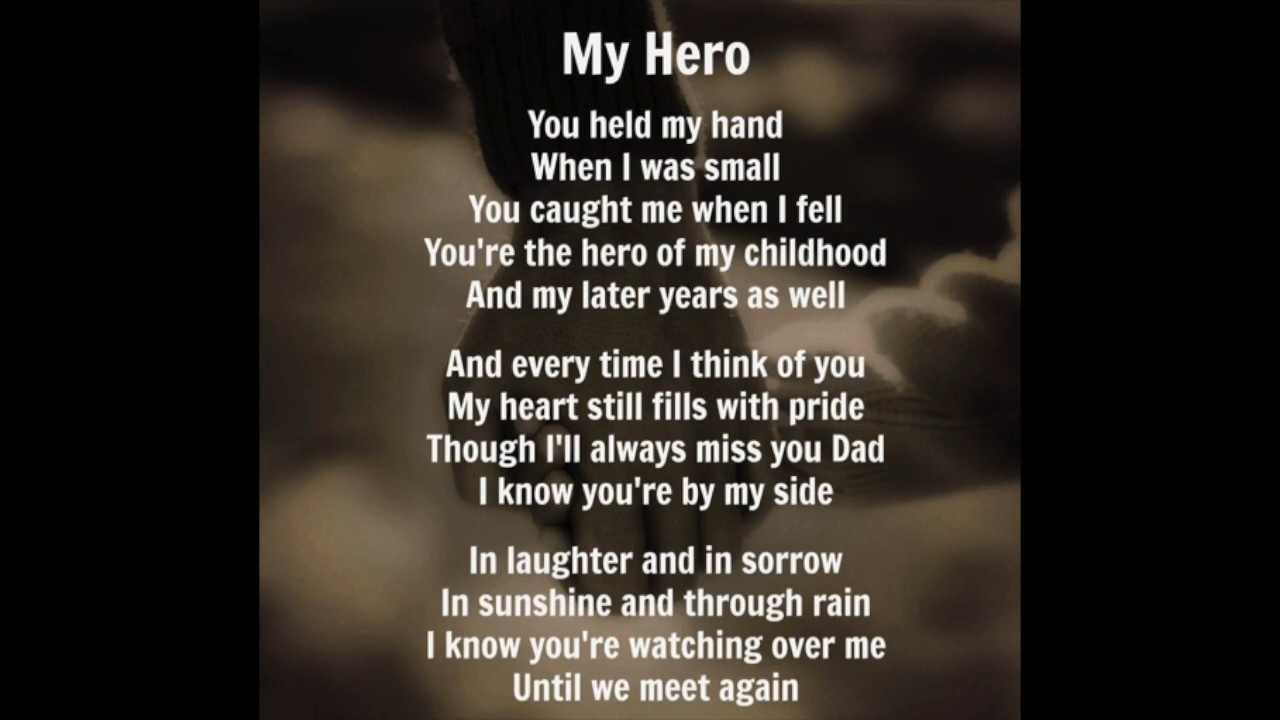 My Hero
You held my hand
When I was small
You caught me when I fell
You're the hero of my childhood
And my later years as well
And every time I think of you
My heart still fills with pride
Though I'll always miss you Dad
I know you're by my side
In laughter and in sorrow
In sunshine and through rain
I know you're watching over me
Until we meet again